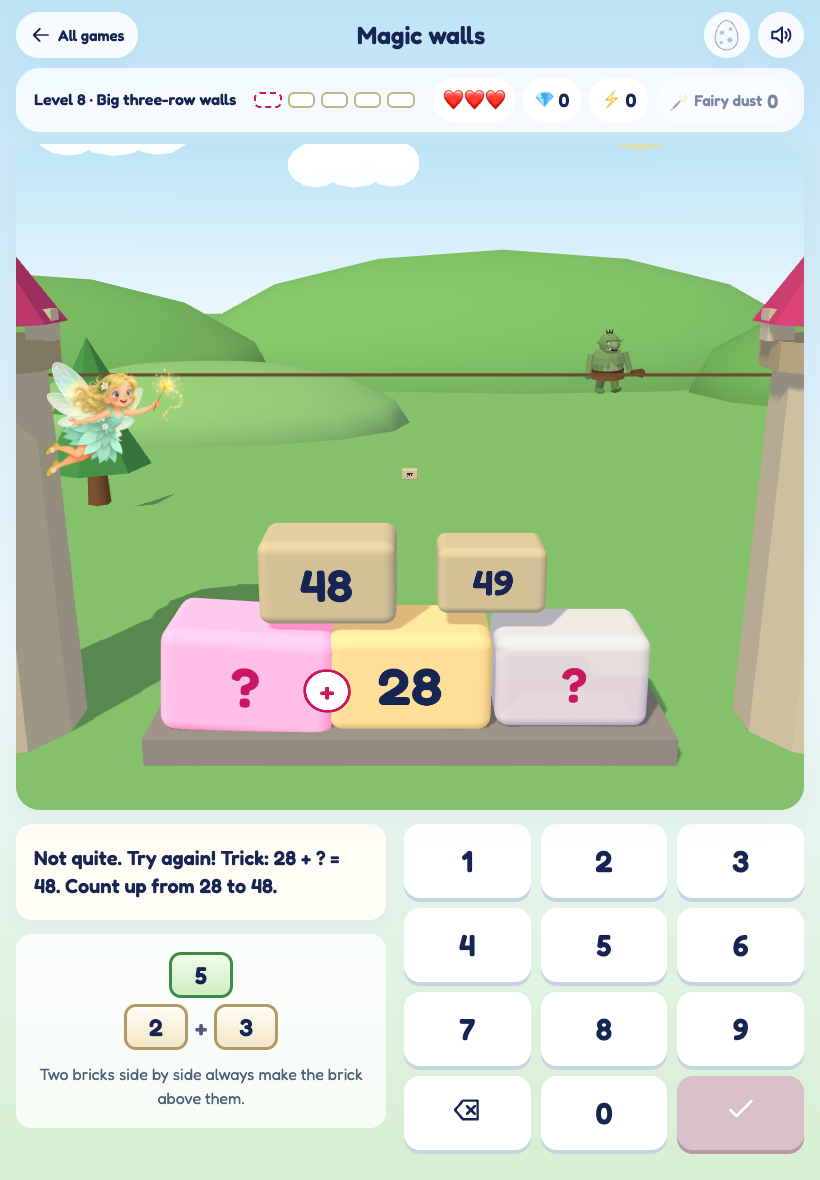 All games
Magic walls
Level 8 · Big three-row walls
0
0
Fairy dust 0
48
49
?
+
28
?
Not quite. Try again! Trick: 28 + ? =
48. Count up from 28 to 48.
5
2 + 3
Two bricks side by side always make the brick
above them.
1 2 3
4 5 6
7 8 9
0